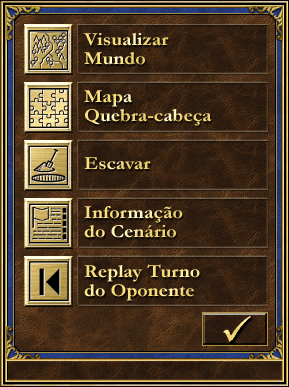 Visualizar
Mundo
Mapa
Quebra-cabeça
Escavar
Informação
do Cenário
Replay Turno
do Oponente